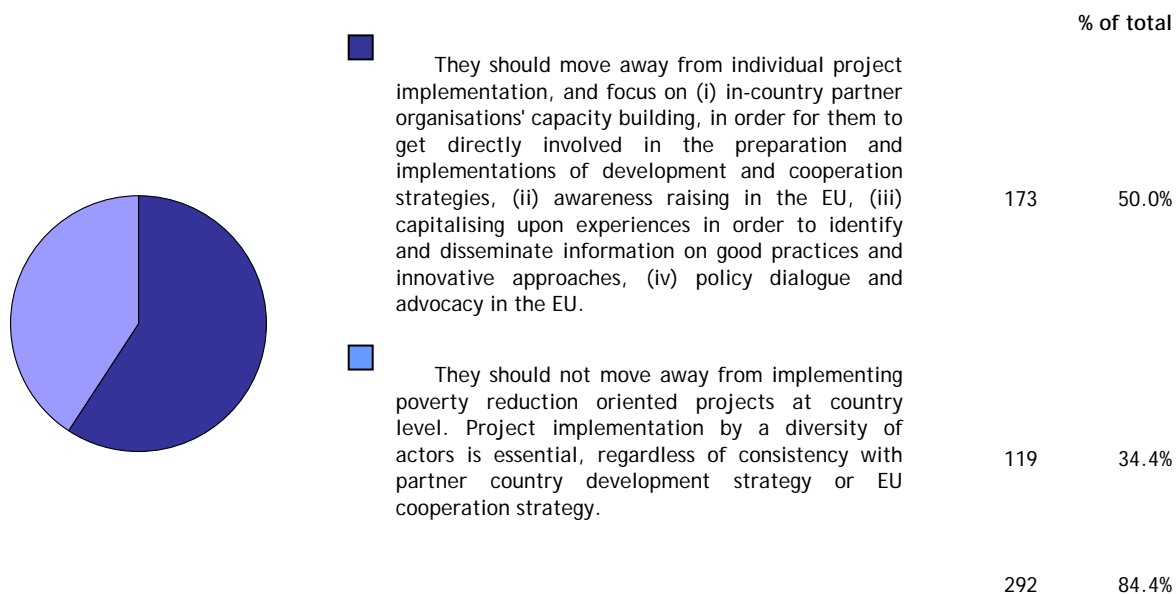 % of total
They should move away from individual project
implementation, and focus on (i) in-country partner
organisations' capacity building, in order for them to
get directly involved in the preparation and
implementations of development and cooperation
strategies, (ii) awareness raising in the EU, (iii)
capitalising upon experiences in order to identify
and disseminate information on good practices and
innovative approaches, (iv) policy dialogue and
advocacy in the EU.
173 50.0%
They should not move away from implementing
poverty reduction oriented projects at country
level. Project implementation by a diversity of
actors is essential, regardless of consistency with
partner country development strategy or EU
cooperation strategy.
119 34.4%
292 84.4%